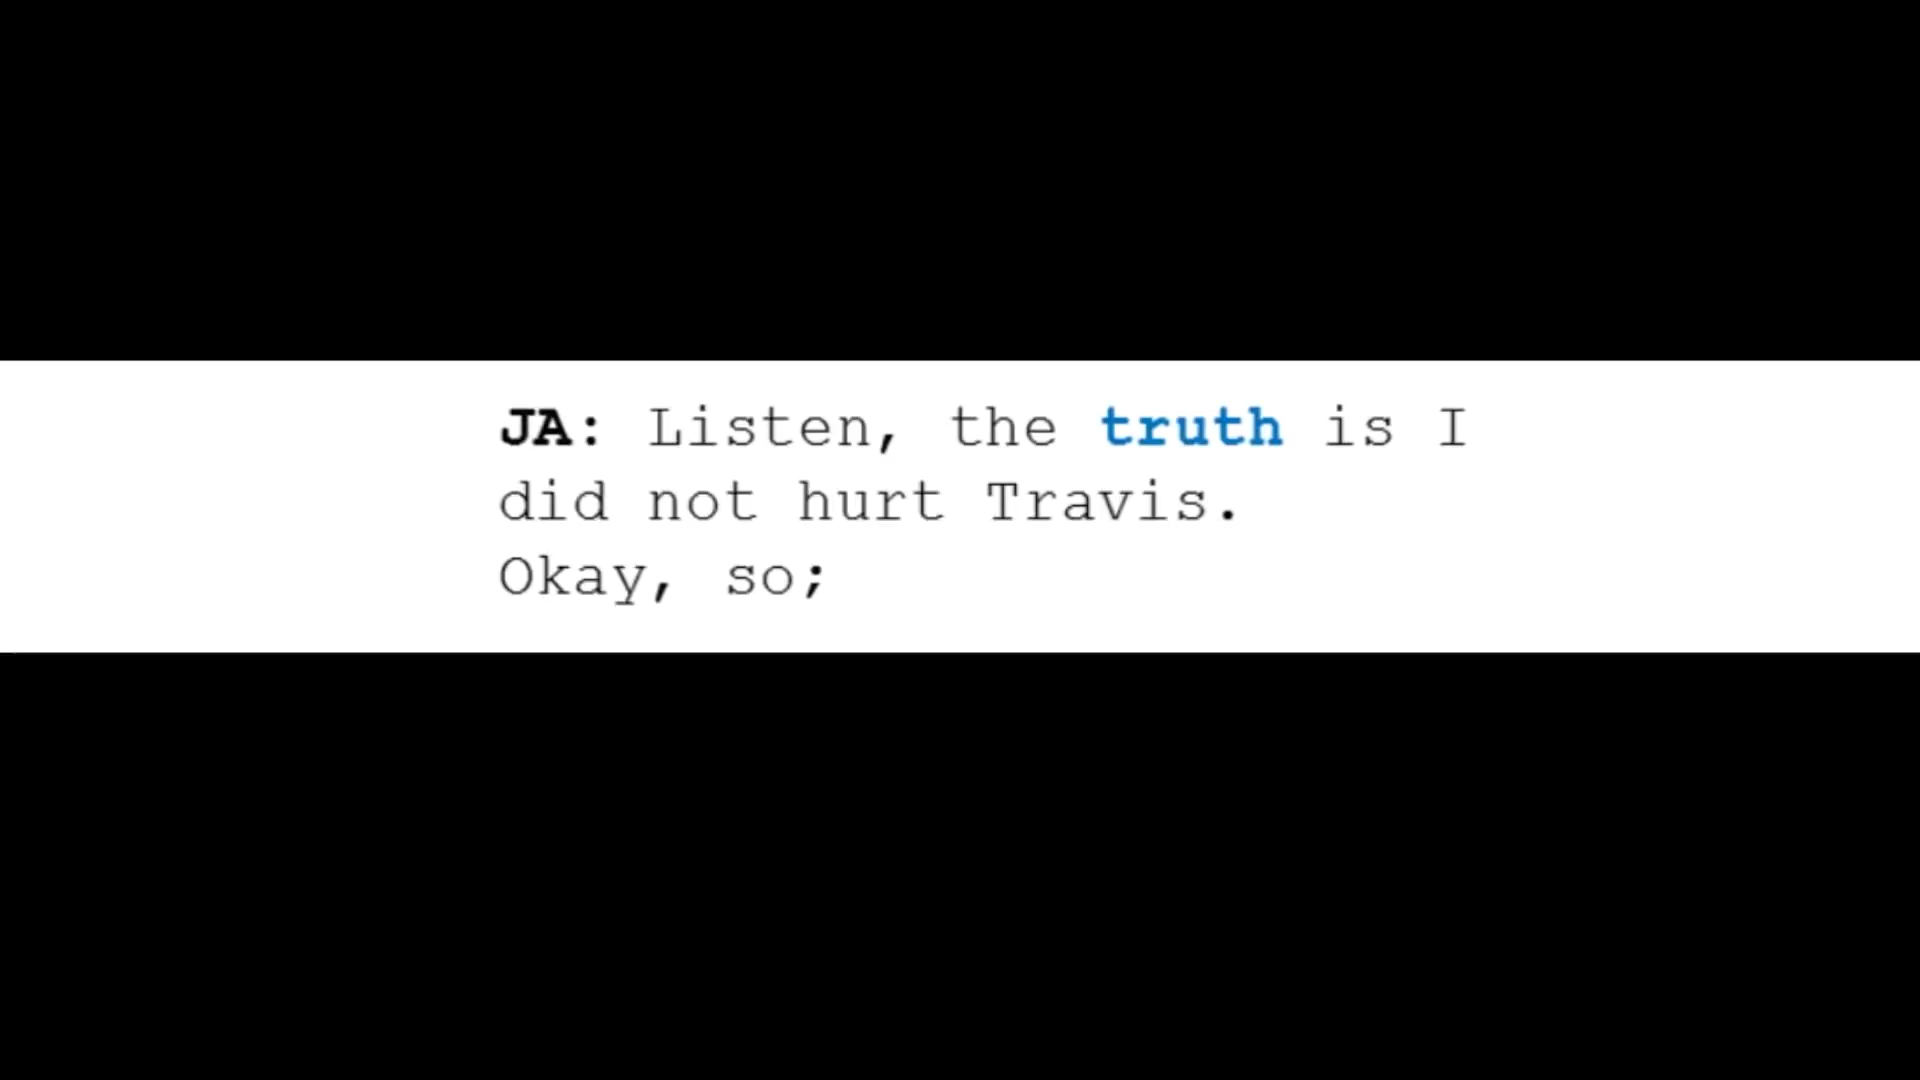 JA: Listen, the truth is I
did not hurt Travis.
Okay, so;